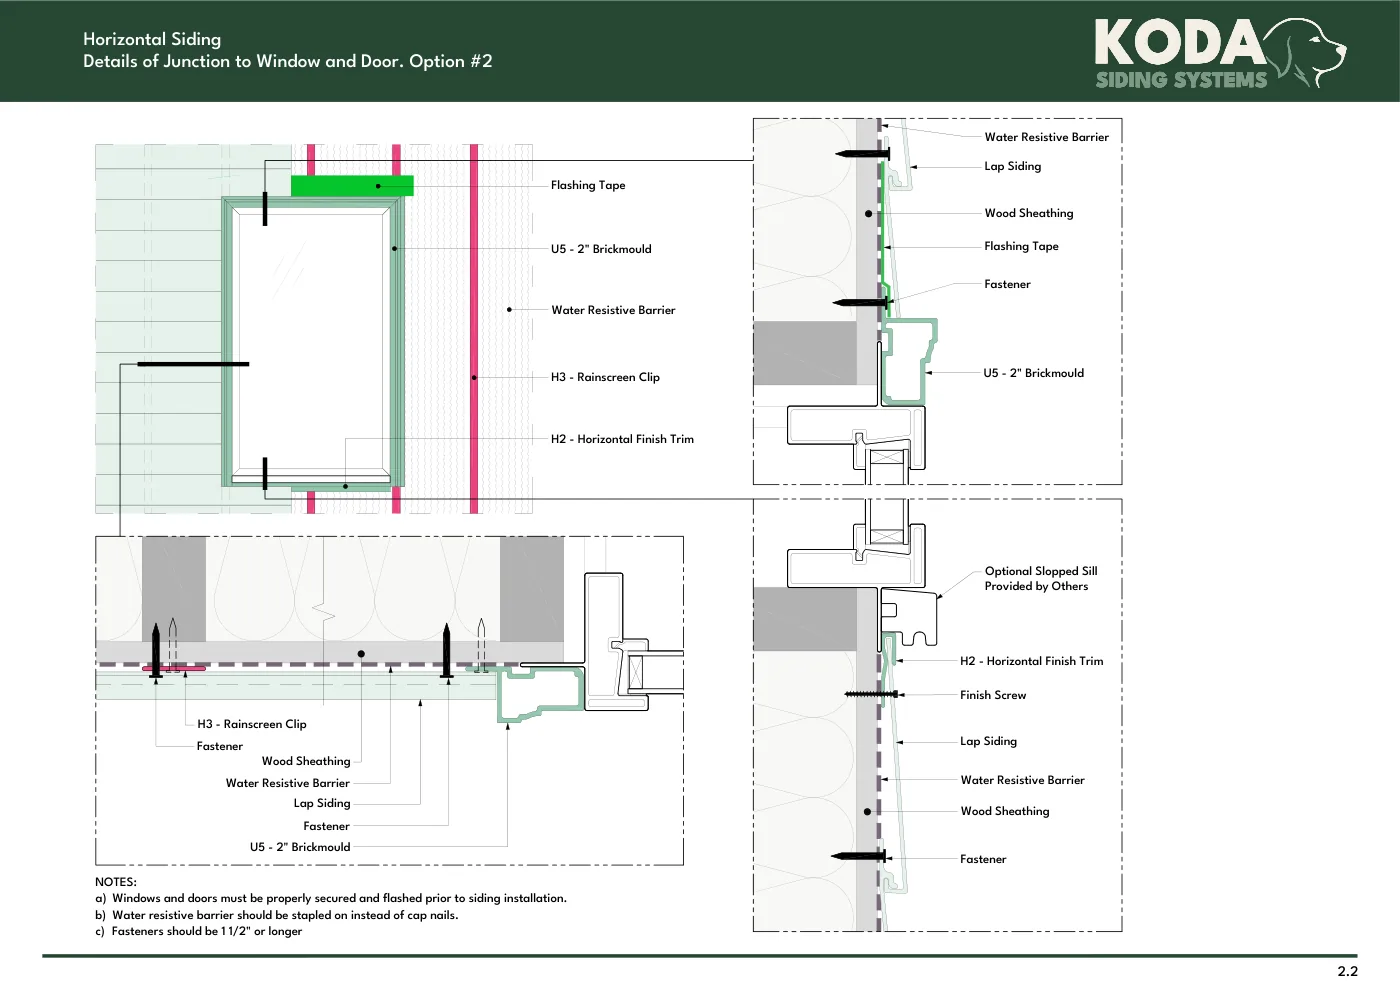 Horizontal Siding
Details of Junction to Window and Door. Option #2
KODA
SIDING SYSTEMS
Flashing Tape
U5 - 2" Brickmould
Water Resistive Barrier
H3 - Rainscreen Clip
H2 - Horizontal Finish Trim
Water Resistive Barrier
Lap Siding
Wood Sheathing
Flashing Tape
Fastener
U5 - 2" Brickmould
Optional Slopped Sill
Provided by Others
H2 - Horizontal Finish Trim
Finish Screw
Lap Siding
Water Resistive Barrier
Wood Sheathing
Fastener
H3 - Rainscreen Clip
Fastener
Wood Sheathing
Water Resistive Barrier
Lap Siding
Fastener
U5 - 2" Brickmould
NOTES:
a) Windows and doors must be properly secured and flashed prior to siding installation.
b) Water resistive barrier should be stapled on instead of cap nails.
c) Fasteners should be 1 1/2" or longer
2.2